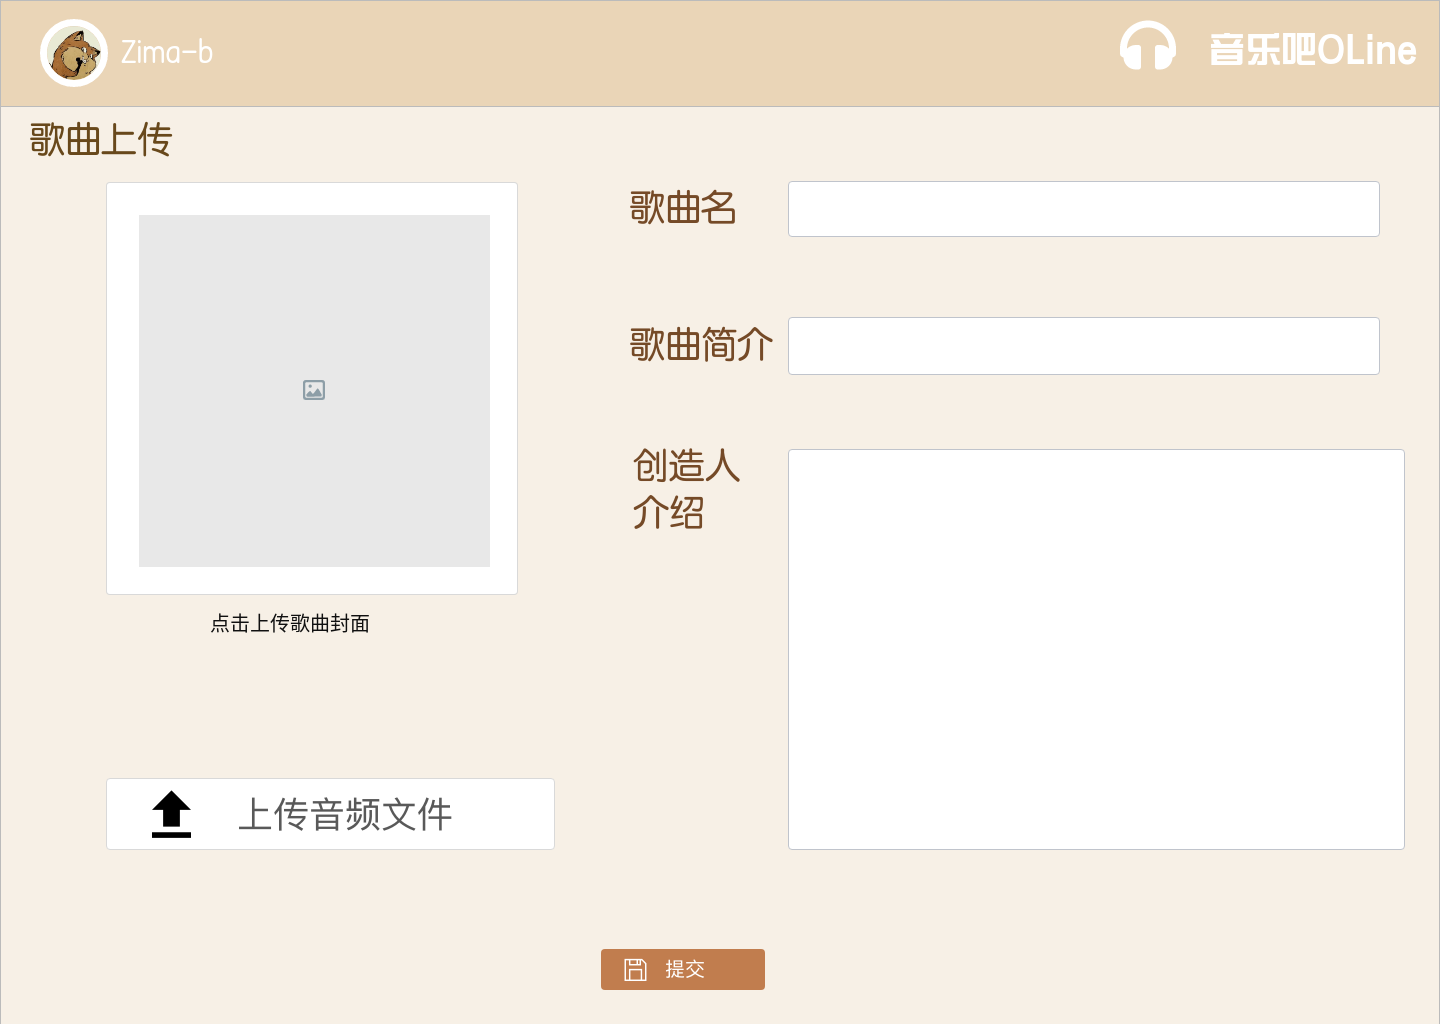 Zima-b
音乐吧OLine
歌曲上传
歌曲名
歌曲简介
创造人
介绍
点击上传歌曲封面
上传音频文件
提交